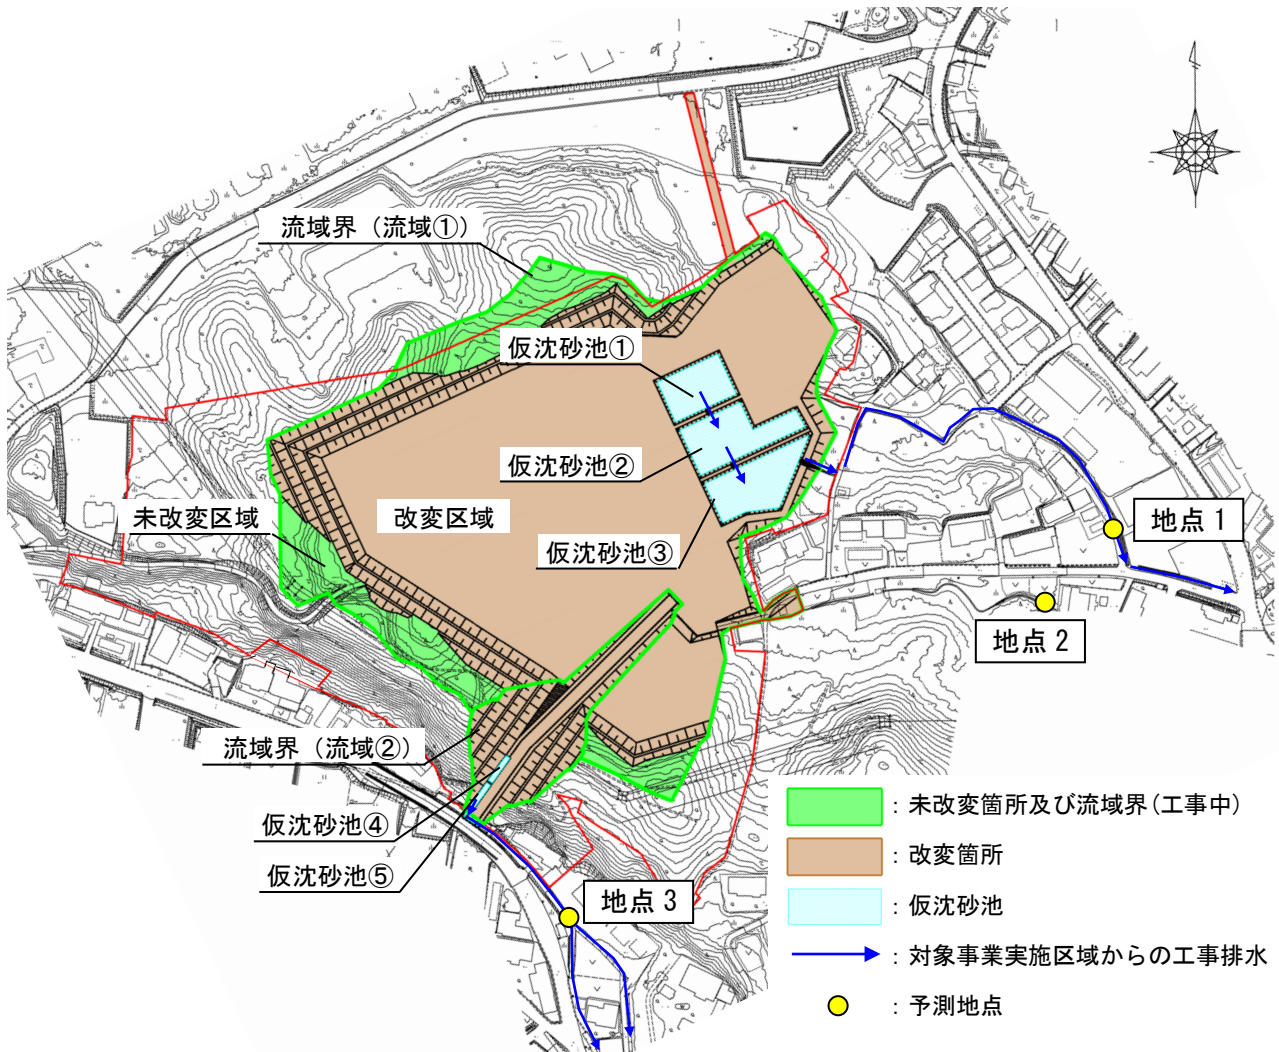 流域界（流域①）
仮沈砂池①
仮沈砂池②
未改変区域
改変区域
仮沈砂池③
地点1
地点2
流域界（流域②）
仮沈砂池④
仮沈砂池⑤
地点3
：未改変箇所及び流域界(工事中)
：改変箇所
：仮沈砂池
：対象事業実施区域からの工事排水
：予測地点